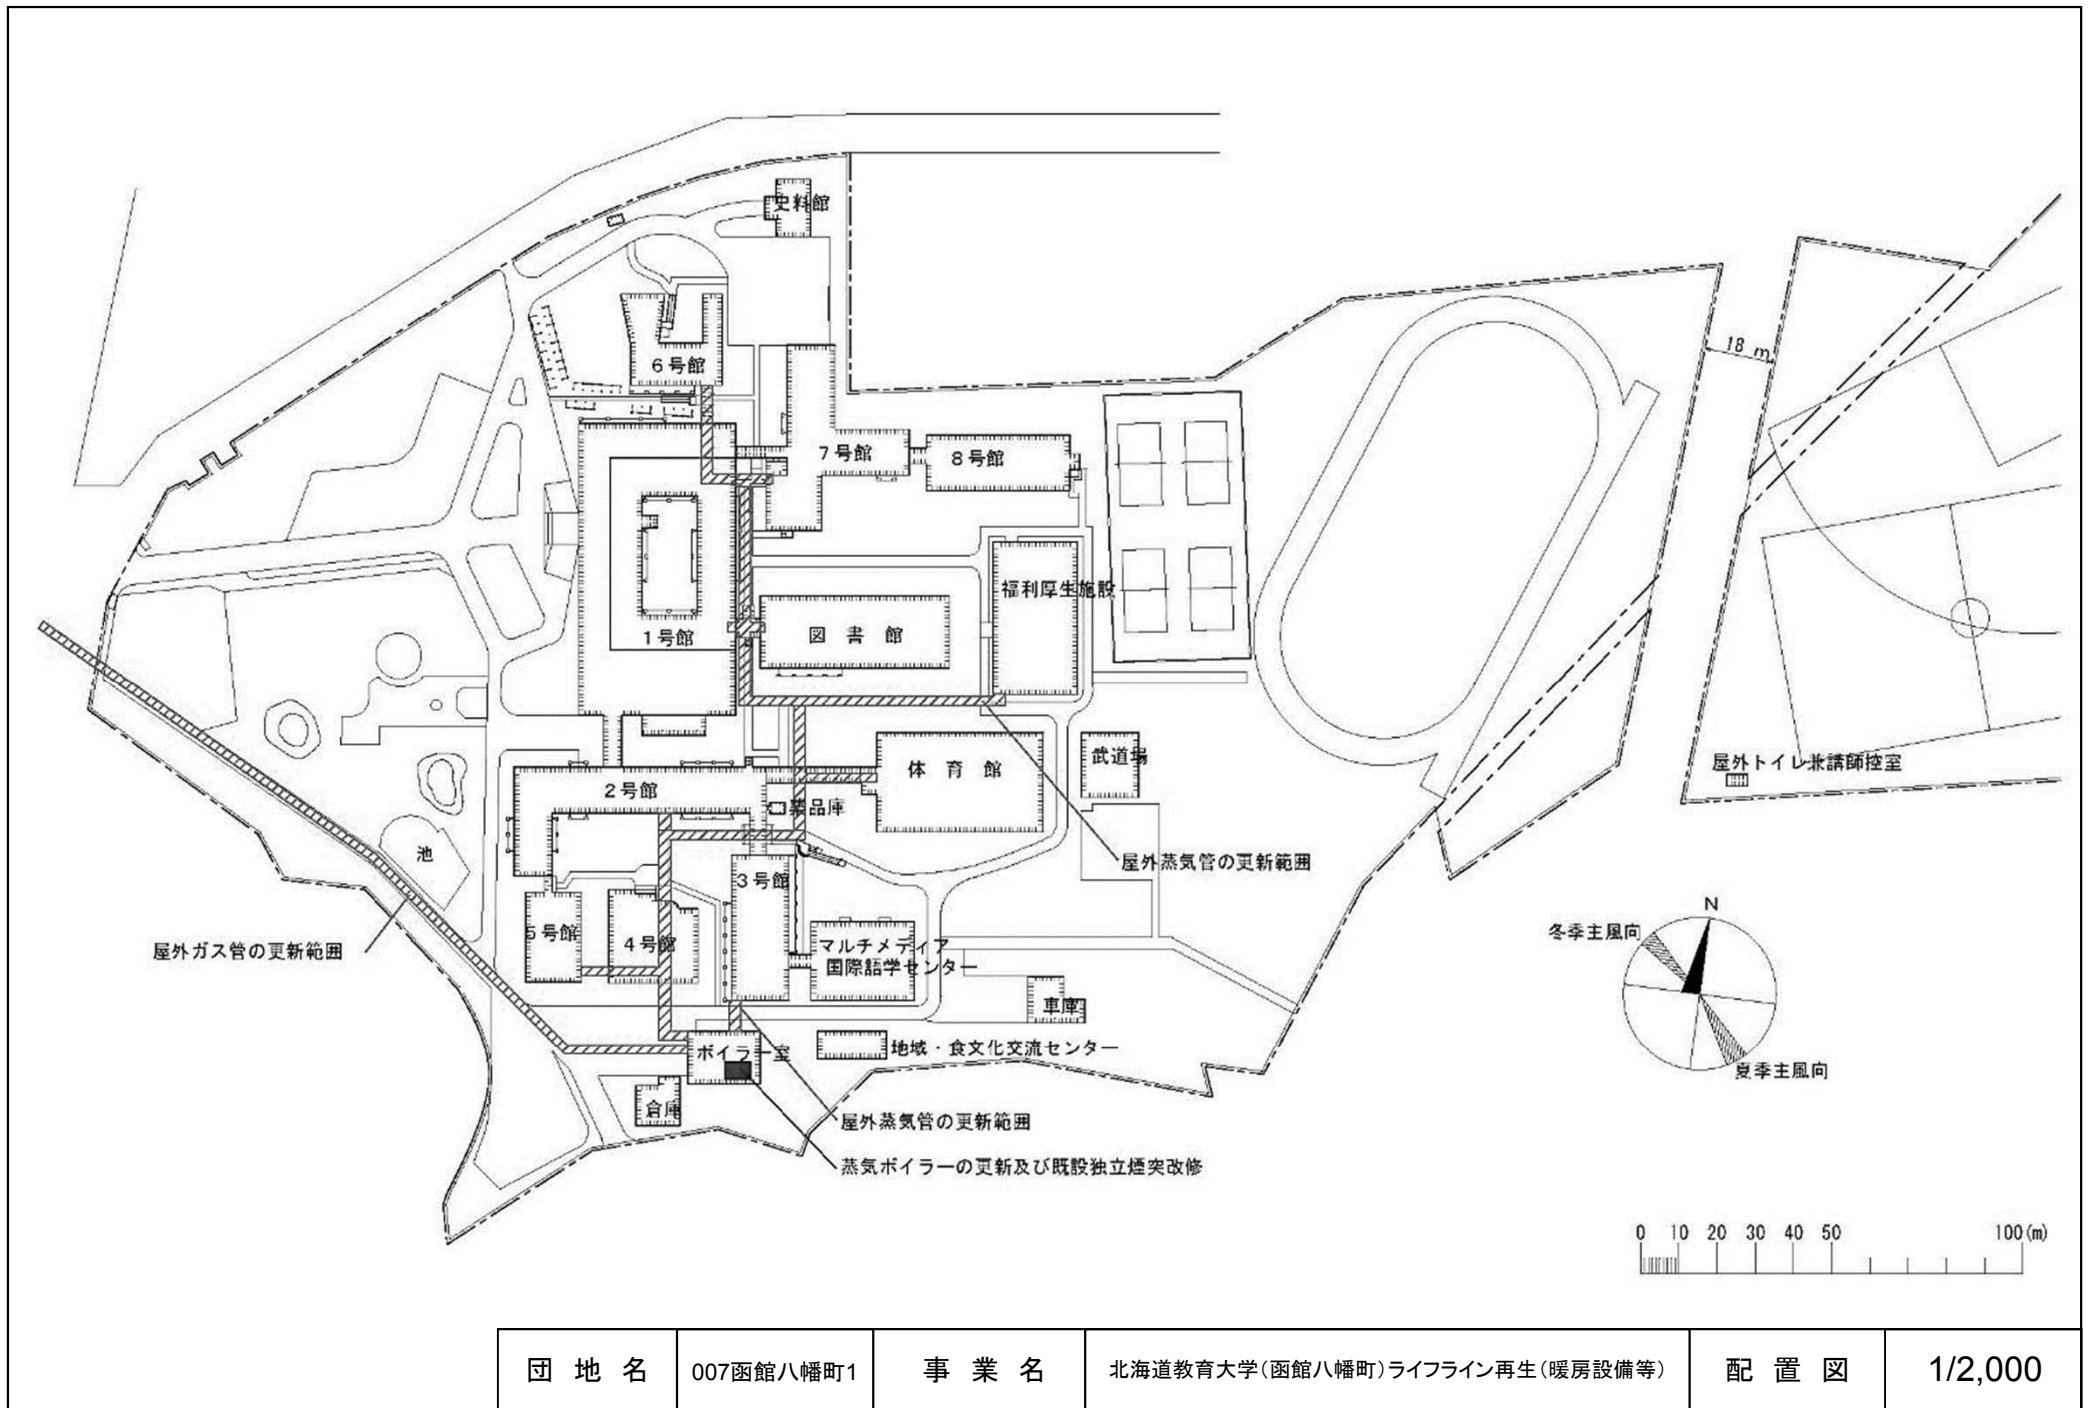 史料館
6号館
18 m
7号館
8号館
福利厚生施設
1号館
図書館
体育館
武道場
屋外トイレ兼講師控室
2号館
薬品庫
池
屋外蒸気管の更新範囲
3号館
N
冬季主風向
5号館
4号館
屋外ガス管の更新範囲
マルチメディア
国際語学センター
車庫
ボイラー室
地域・食文化交流センター
夏季主風向
倉庫
屋外蒸気管の更新範囲
蒸気ボイラーの更新及び既設独立煙突改修
0 10 20 30 40 50 100(m)
団地名 007函館八幡町1 事業名 北海道教育大学(函館八幡町)ライフライン再生(暖房設備等) 配置図 1/2,000